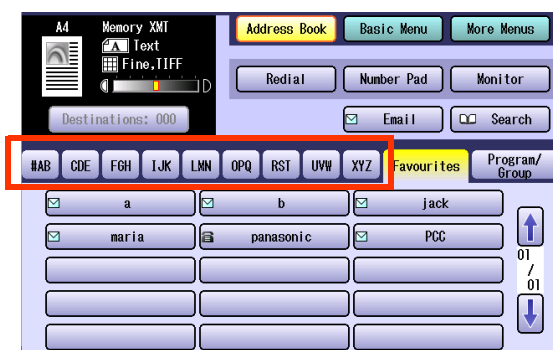 A4 Memory XMT
A Text
Fine,TIFF
D
Destinations: 000
Address Book Basic Menu More Menus
Redial Number Pad Monitor
Email Search
#AB CDE FGH IJK LMN OPQ RST UVW XYZ Favourites Program/
Group
a b jack
maria panasonic PCC
01
/
01